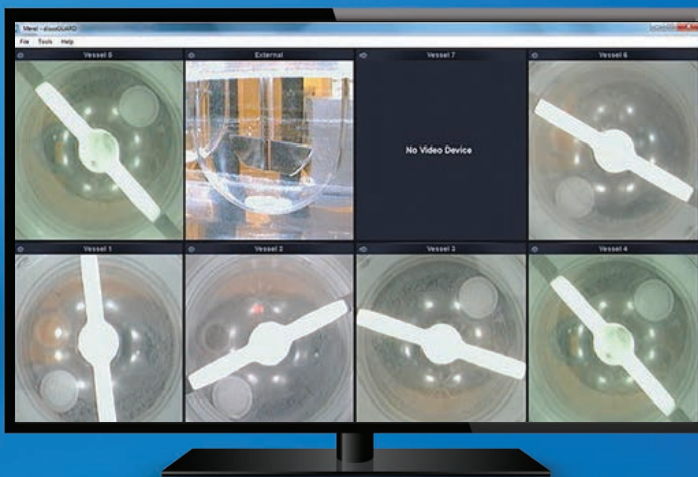 Merel - discoGUARD
File Tools Help
Vessel 5
External
Vessel 7
Vessel 6
No Video Device
Vessel 1
Vessel 2
Vessel 3
Vessel 4